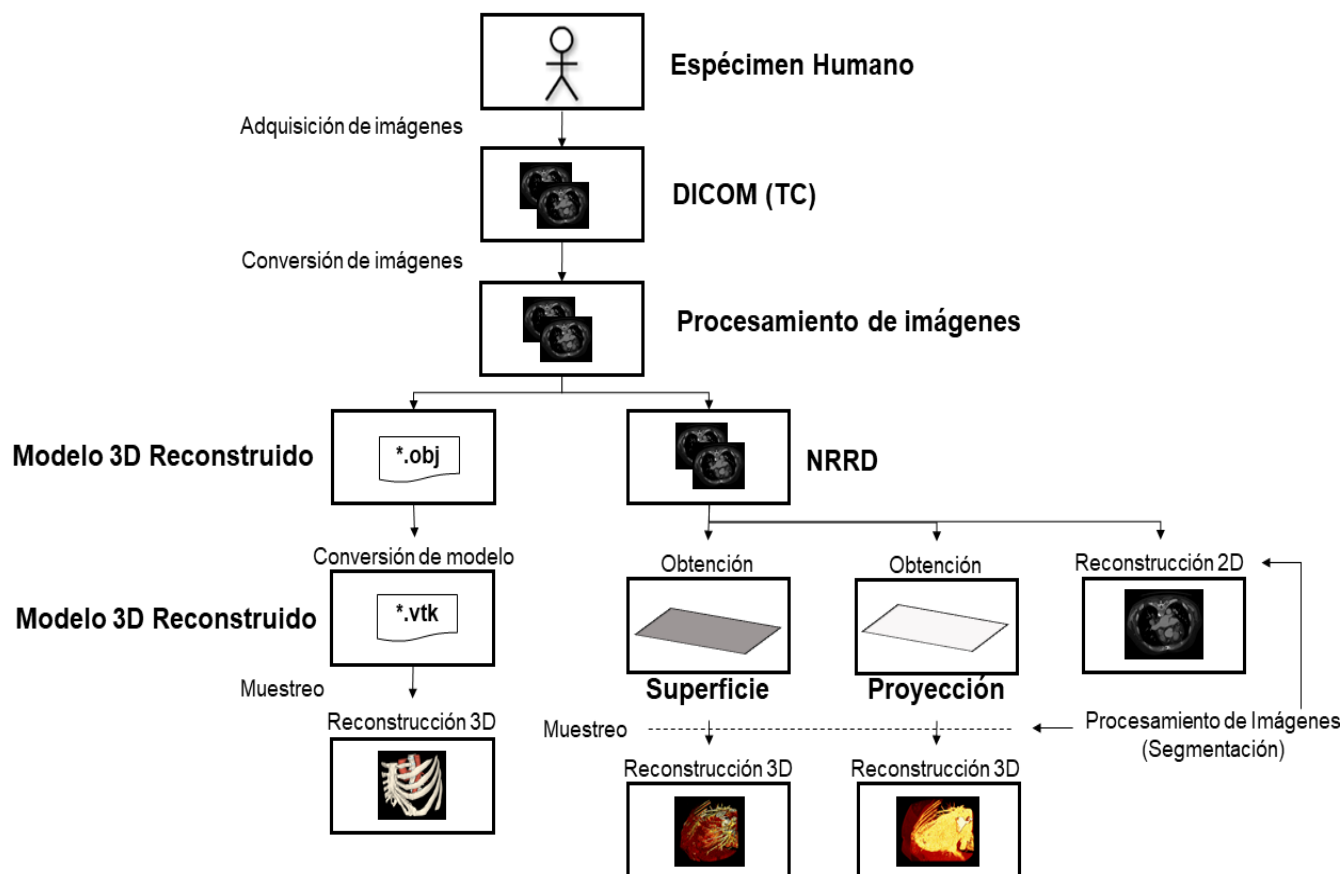 Espécimen Humano
Adquisición de imágenes
DICOM (TC)
Conversión de imágenes
Procesamiento de imágenes
Modelo 3D Reconstruido
*.obj
NRRD
Conversión de modelo
Obtención
Obtención
Reconstrucción 2D
Modelo 3D Reconstruido
*.vtk
Superficie
Proyección
Muestreo
Reconstrucción 3D
Muestreo
Procesamiento de Imágenes
(Segmentación)
Reconstrucción 3D
Reconstrucción 3D